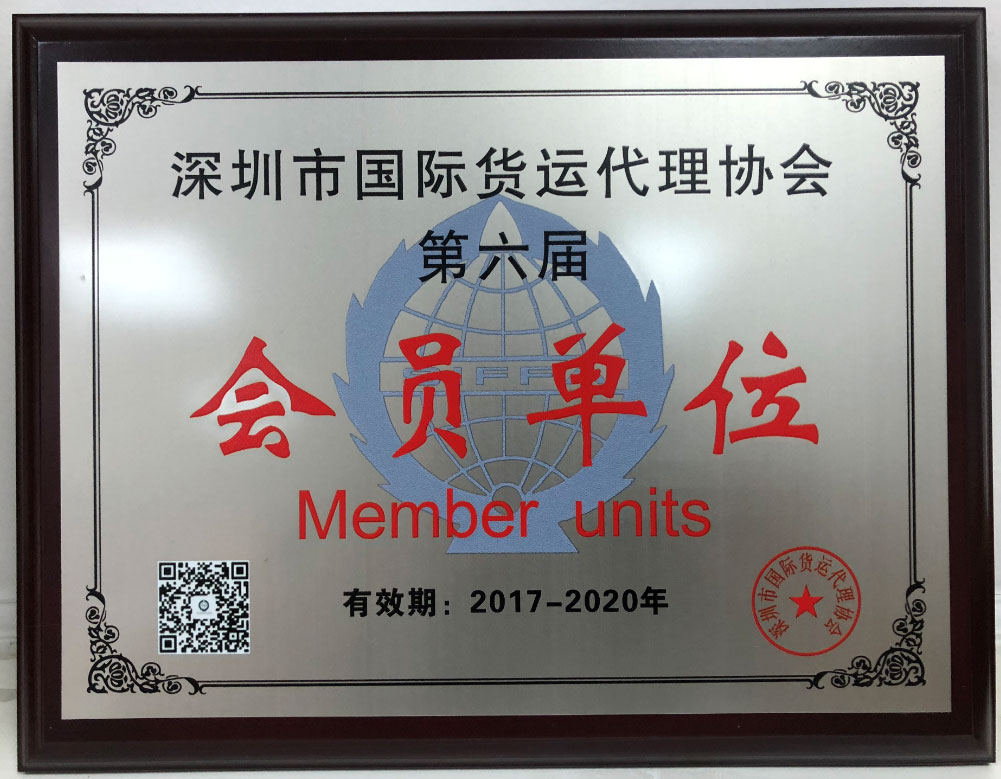 深圳市国际货运代理协会
第六届
会员单位
Member units
有效期：2017-2020年
深圳市国际货运代理协会